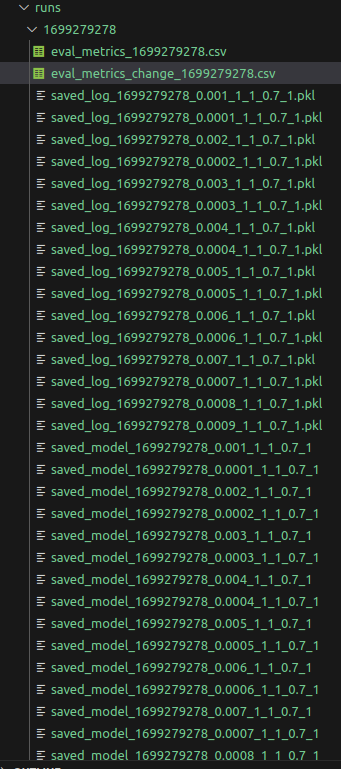 runs
1699279278
eval_metrics_1699279278.csv
eval_metrics_change_1699279278.csv
saved_log_1699279278_0.001_1_1_0.7_1.pkl
saved_log_1699279278_0.0001_1_1_0.7_1.pkl
saved_log_1699279278_0.002_1_1_0.7_1.pkl
saved_log_1699279278_0.0002_1_1_0.7_1.pkl
saved_log_1699279278_0.003_1_1_0.7_1.pkl
saved_log_1699279278_0.0003_1_1_0.7_1.pkl
saved_log_1699279278_0.004_1_1_0.7_1.pkl
saved_log_1699279278_0.0004_1_1_0.7_1.pkl
saved_log_1699279278_0.005_1_1_0.7_1.pkl
saved_log_1699279278_0.0005_1_1_0.7_1.pkl
saved_log_1699279278_0.006_1_1_0.7_1.pkl
saved_log_1699279278_0.0006_1_1_0.7_1.pkl
saved_log_1699279278_0.007_1_1_0.7_1.pkl
saved_log_1699279278_0.0007_1_1_0.7_1.pkl
saved_log_1699279278_0.0008_1_1_0.7_1.pkl
saved_log_1699279278_0.0009_1_1_0.7_1.pkl
saved_model_1699279278_0.001_1_1_0.7_1
saved_model_1699279278_0.0001_1_1_0.7_1
saved_model_1699279278_0.002_1_1_0.7_1
saved_model_1699279278_0.0002_1_1_0.7_1
saved_model_1699279278_0.003_1_1_0.7_1
saved_model_1699279278_0.0003_1_1_0.7_1
saved_model_1699279278_0.004_1_1_0.7_1
saved_model_1699279278_0.0004_1_1_0.7_1
saved_model_1699279278_0.005_1_1_0.7_1
saved_model_1699279278_0.0005_1_1_0.7_1
saved_model_1699279278_0.006_1_1_0.7_1
saved_model_1699279278_0.0006_1_1_0.7_1
saved_model_1699279278_0.007_1_1_0.7_1
saved_model_1699279278_0.0007_1_1_0.7_1
saved_model_1699279278_0.0008_1_1_0.7_1